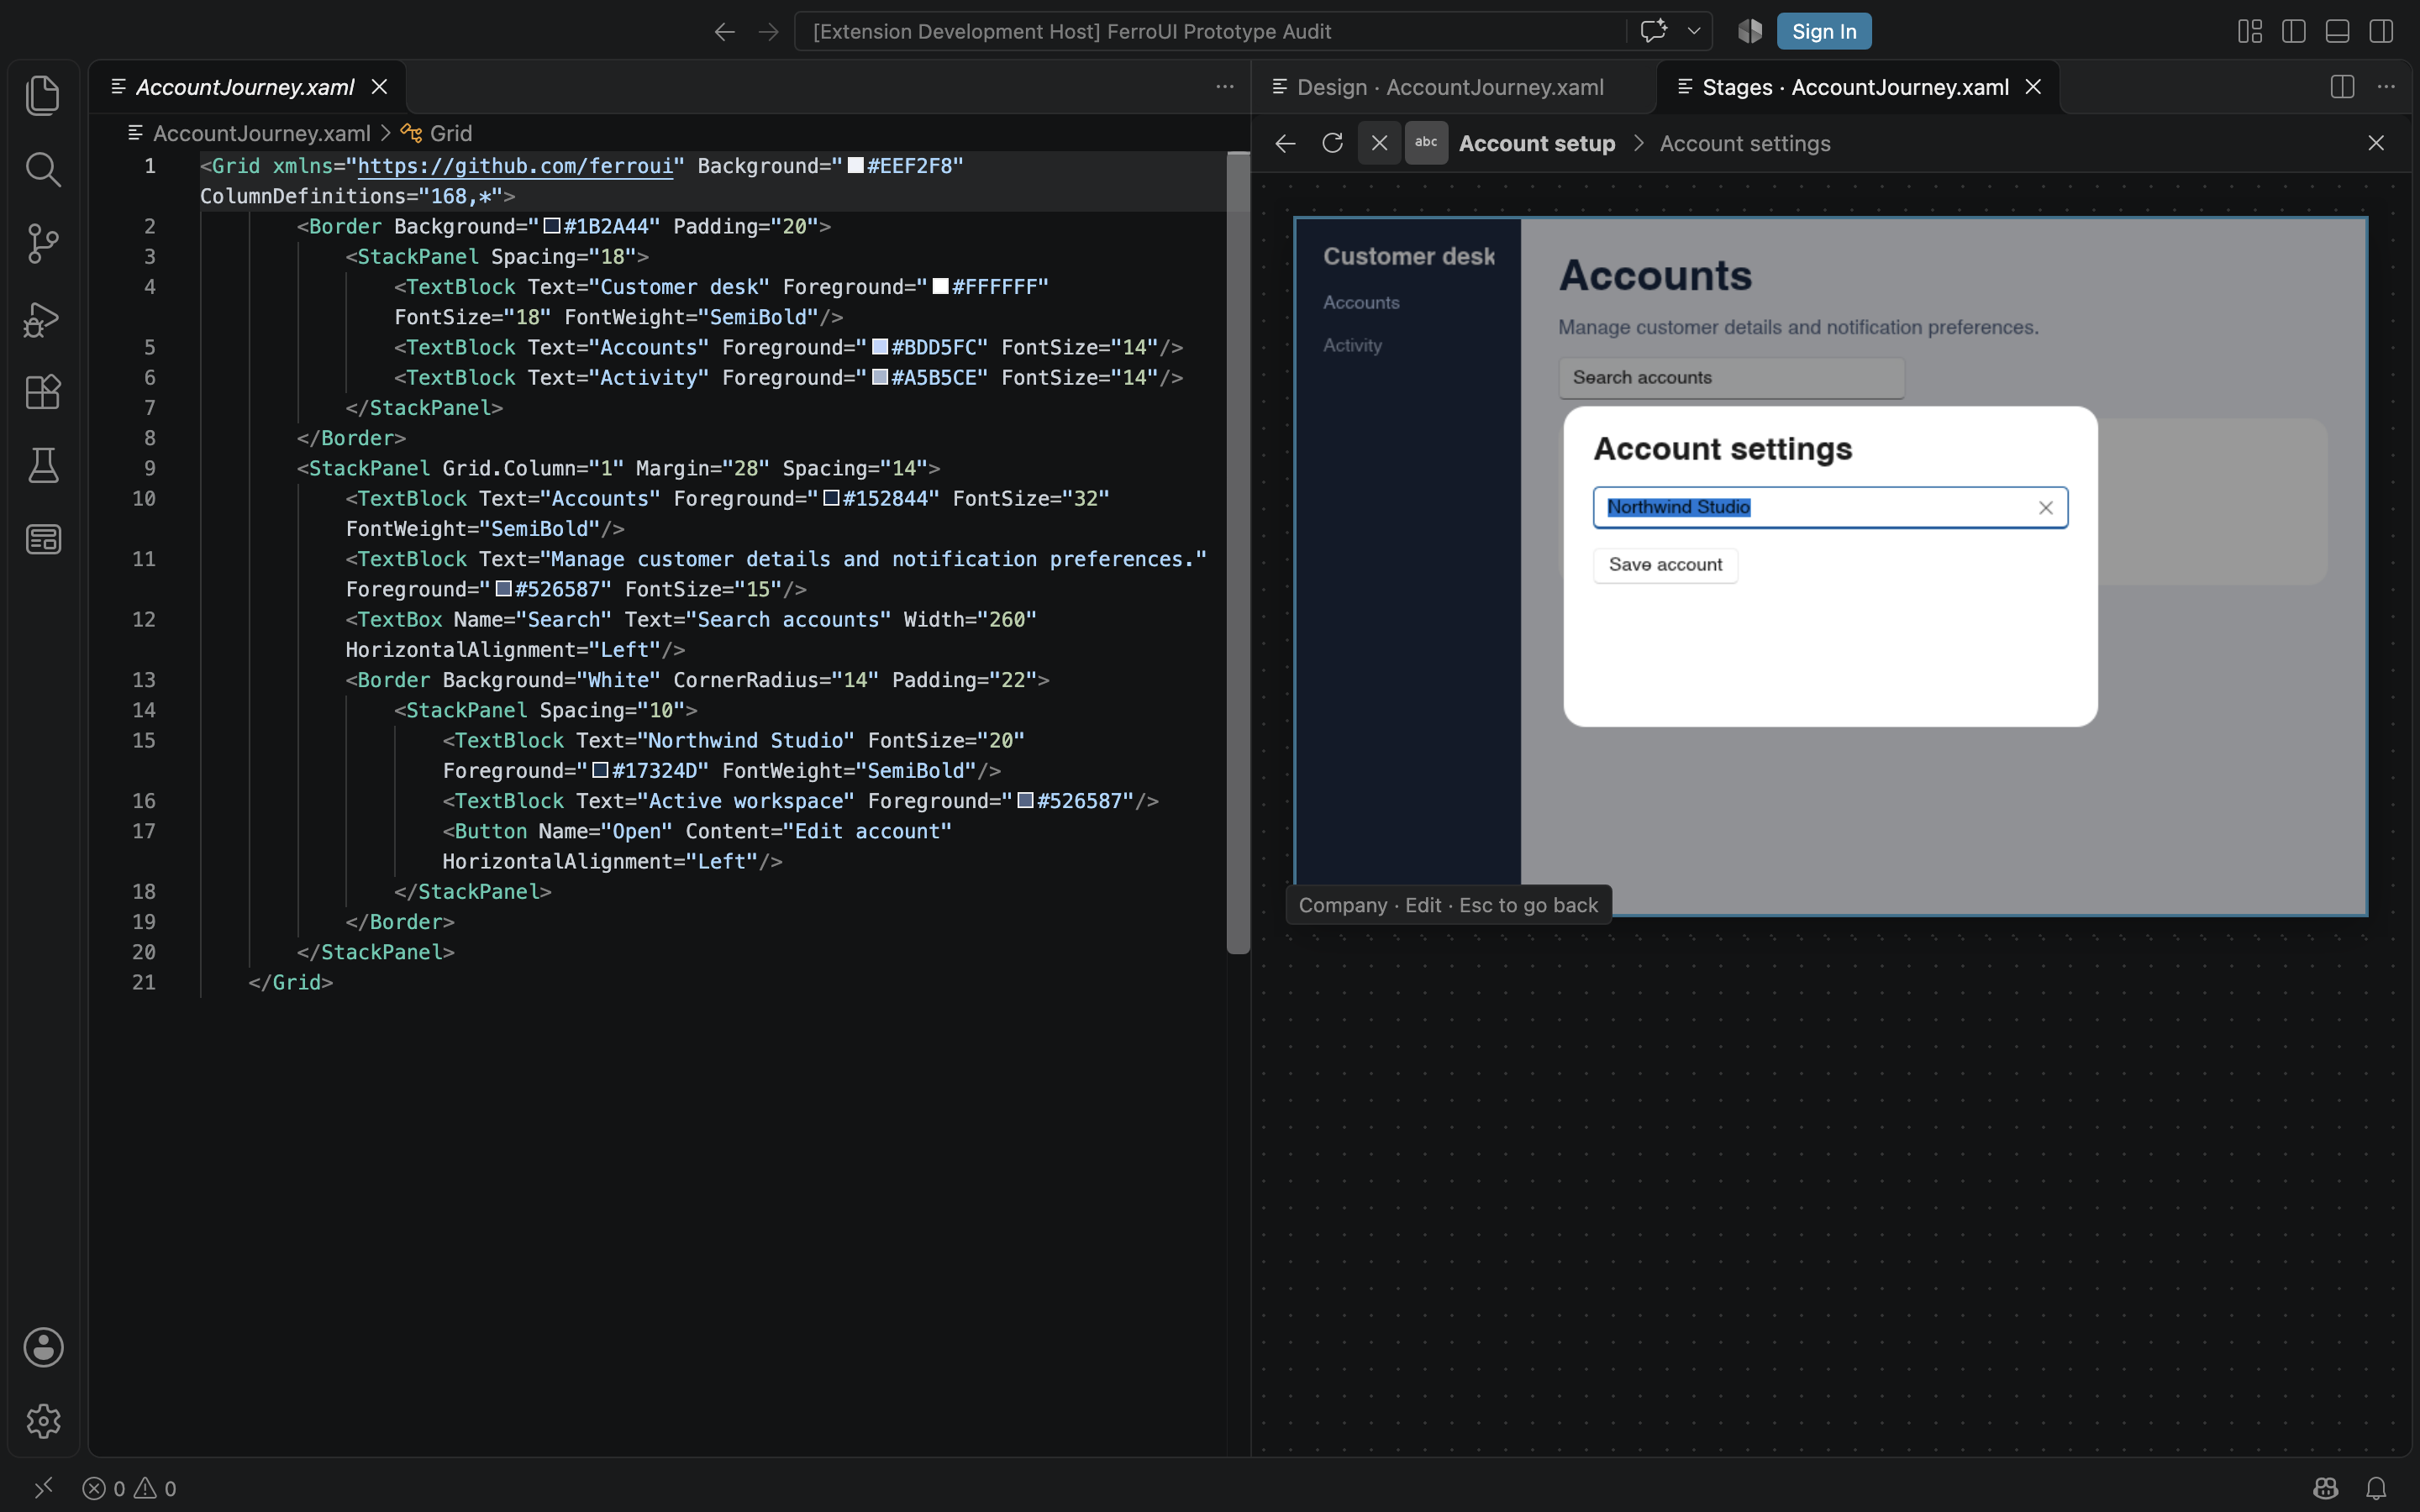 [Extension Development Host] FerroUI Prototype Audit
Sign In
AccountJourney.xaml
Design · AccountJourney.xaml
Stages · AccountJourney.xaml
AccountJourney.xaml > Grid
abc
Account setup > Account settings
1 <Grid xmlns="https://github.com/ferroui" Background="#EEF2F8"
ColumnDefinitions="168,*">
2 <Border Background="#1B2A44" Padding="20">
3 <StackPanel Spacing="18">
4 <TextBlock Text="Customer desk" Foreground="#FFFFFF"
FontSize="18" FontWeight="SemiBold"/>
5 <TextBlock Text="Accounts" Foreground="#BDD5FC" FontSize="14"/>
6 <TextBlock Text="Activity" Foreground="#A5B5CE" FontSize="14"/>
7 </StackPanel>
8 </Border>
9 <StackPanel Grid.Column="1" Margin="28" Spacing="14">
10 <TextBlock Text="Accounts" Foreground="#152844" FontSize="32"
FontWeight="SemiBold"/>
11 <TextBlock Text="Manage customer details and notification preferences."
Foreground="#526587" FontSize="15"/>
12 <TextBox Name="Search" Text="Search accounts" Width="260"
HorizontalAlignment="Left"/>
13 <Border Background="White" CornerRadius="14" Padding="22">
14 <StackPanel Spacing="10">
15 <TextBlock Text="Northwind Studio" FontSize="20"
Foreground="#17324D" FontWeight="SemiBold"/>
16 <TextBlock Text="Active workspace" Foreground="#526587"/>
17 <Button Name="Open" Content="Edit account"
HorizontalAlignment="Left"/>
18 </StackPanel>
19 </Border>
20 </StackPanel>
21 </Grid>
Customer desk
Accounts
Activity
Accounts
Manage customer details and notification preferences.
Search accounts
Account settings
Northwind Studio
Save account
Company · Edit · Esc to go back
0 0